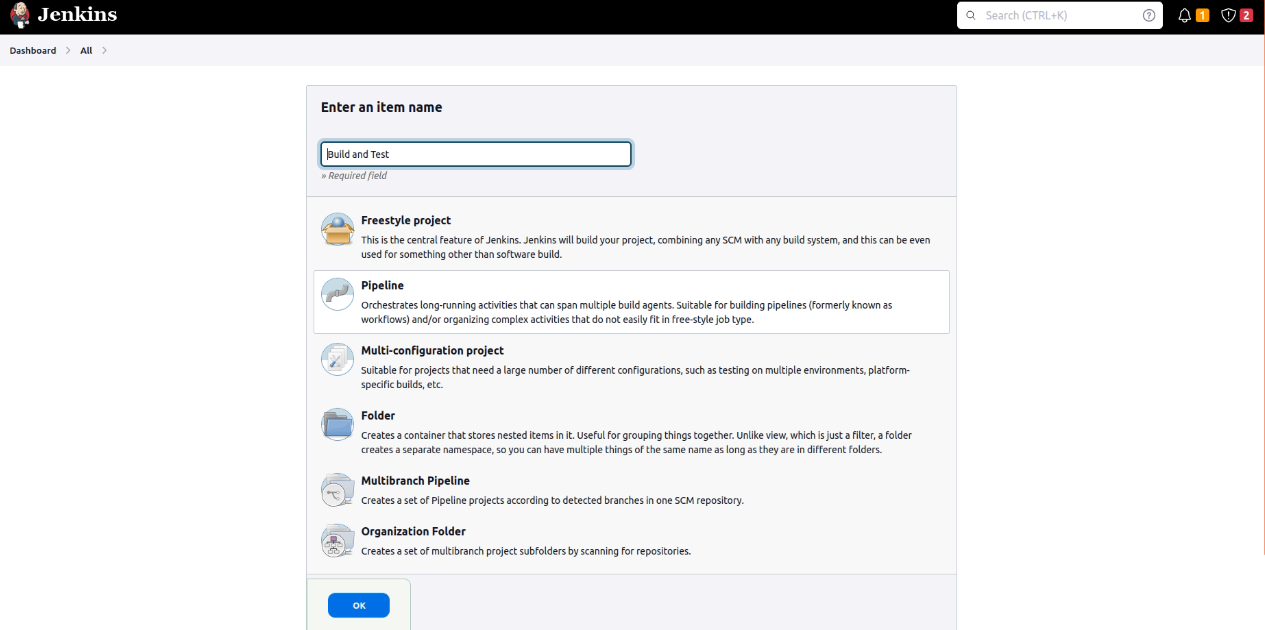 Jenkins
Search (CTRL+K)
1
2
Dashboard
All
Enter an item name
Build and Test
» Required field
Freestyle project
This is the central feature of Jenkins. Jenkins will build your project, combining any SCM with any build system, and this can be even
used for something other than software build.
Pipeline
Orchestrates long-running activities that can span multiple build agents. Suitable for building pipelines (formerly known as
workflows) and/or organizing complex activities that do not easily fit in free-style job type.
Multi-configuration project
Suitable for projects that need a large number of different configurations, such as testing on multiple environments, platform-
specific builds, etc.
Folder
Creates a container that stores nested items in it. Useful for grouping things together. Unlike view, which is just a filter, a folder
creates a separate namespace, so you can have multiple things of the same name as long as they are in different folders.
Multibranch Pipeline
Creates a set of Pipeline projects according to detected branches in one SCM repository.
Organization Folder
Creates a set of multibranch project subfolders by scanning for repositories.
OK